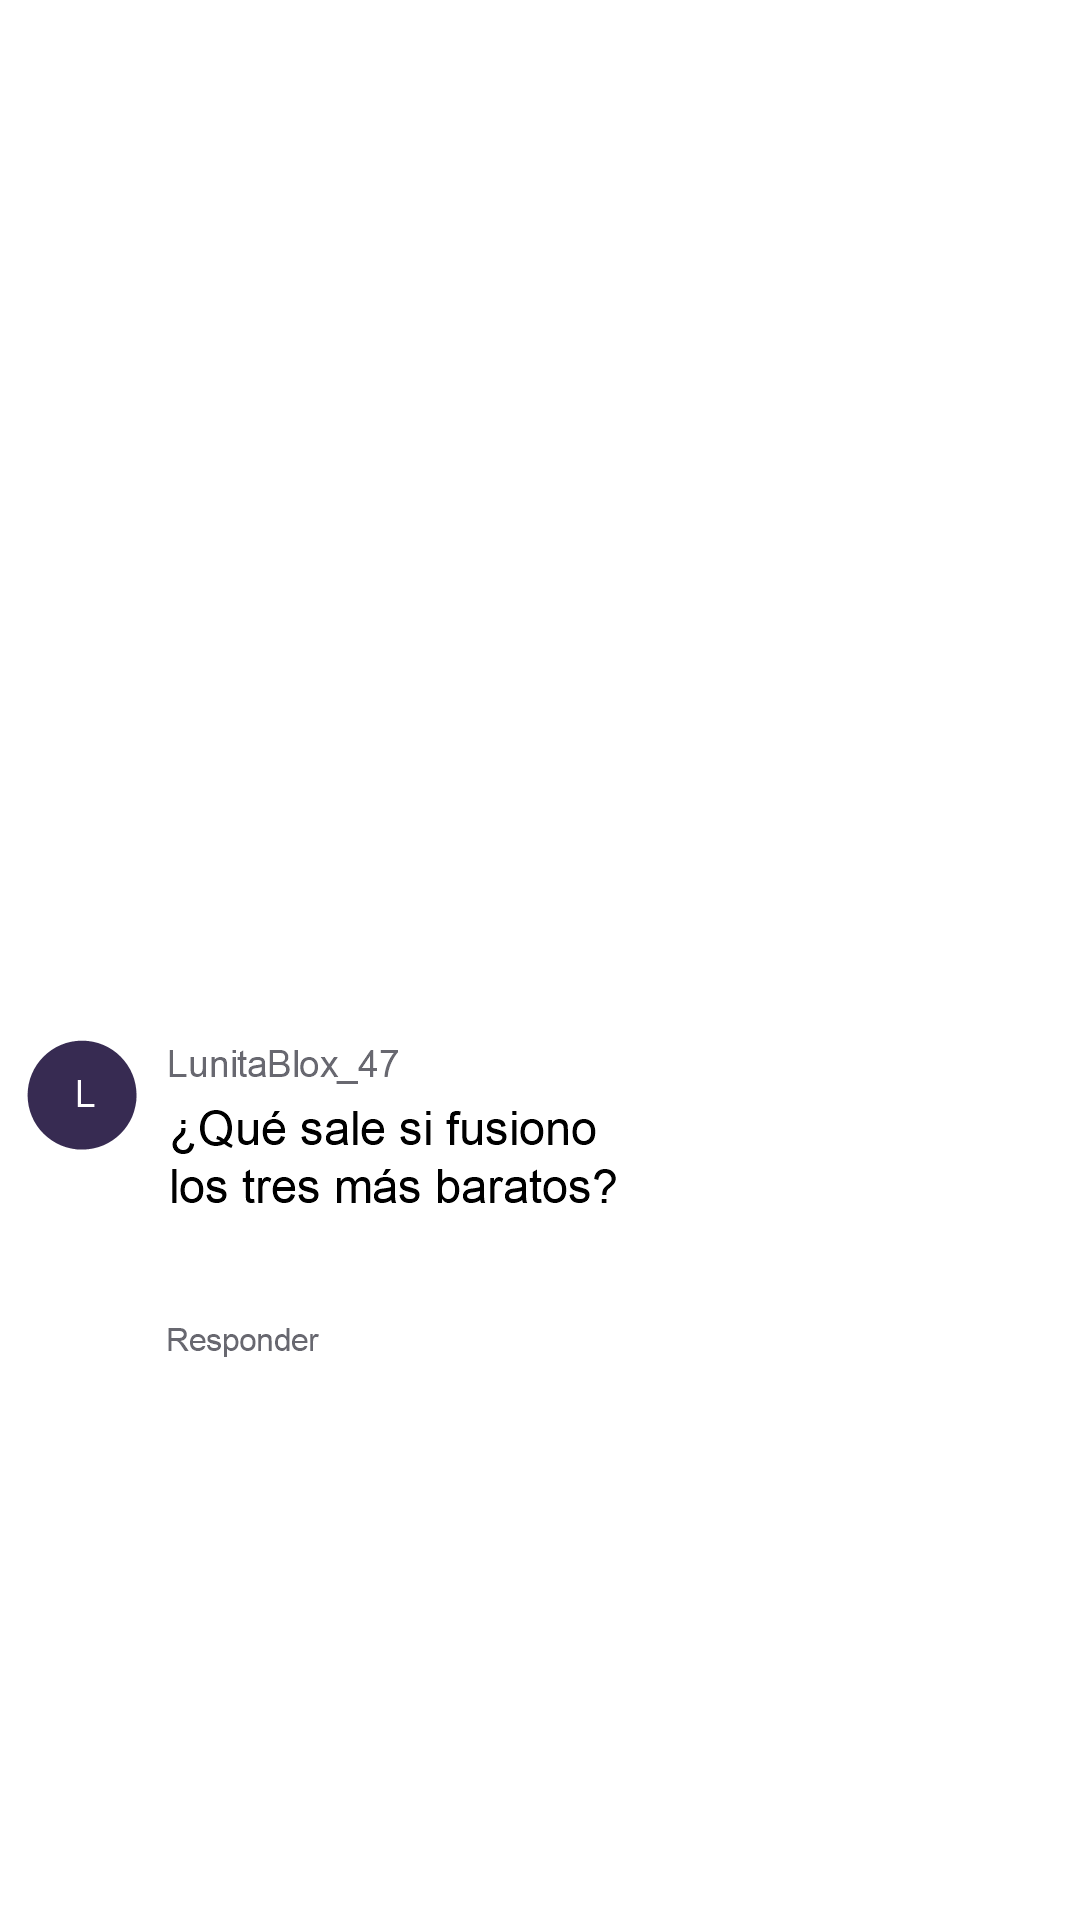 L
LunitaBlox_47
¿Qué sale si fusiono
los tres más baratos?
Responder